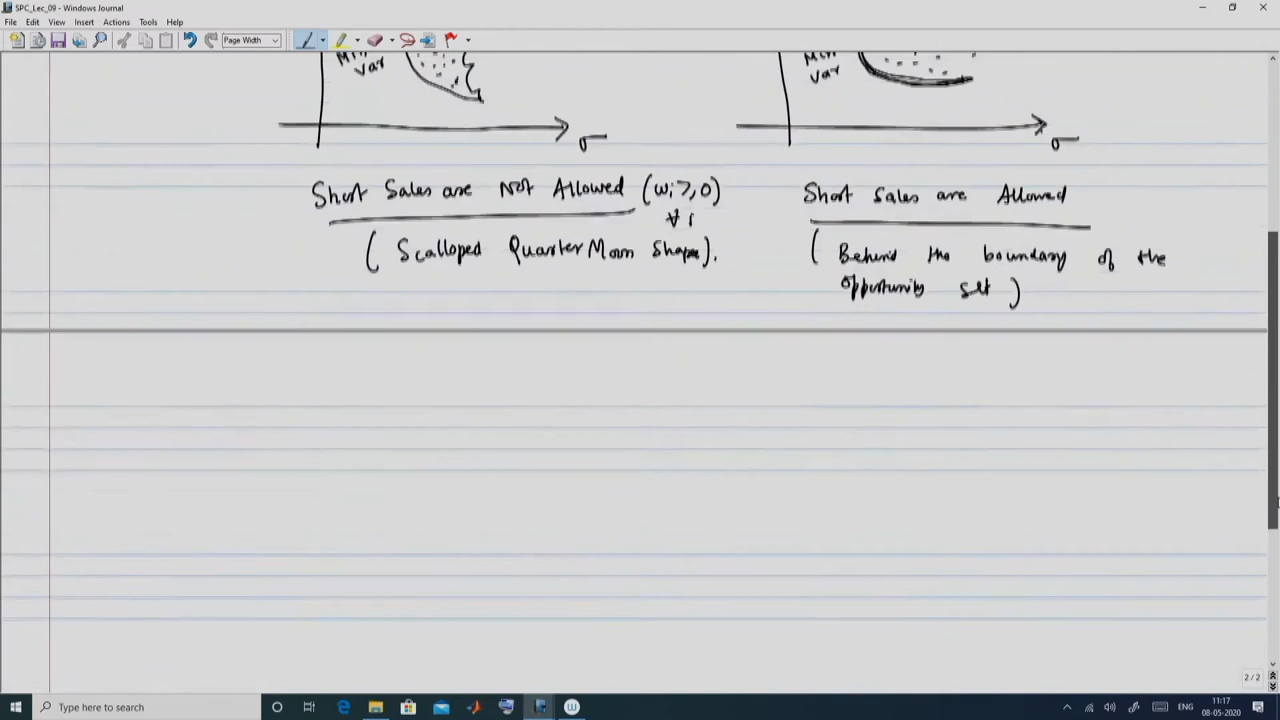 SPC_Lec_09 - Windows Journal
File Edit View Insert Actions Tools Help
Page Width
Min Var
Min Var
σ
σ
Short Sales are Not Allowed (wi ≥ 0)
∀ i
(Scalloped Quarter Moon Shape).
Short Sales are Allowed
(Behind the boundary of the
opportunity set)
2/2
Type here to search
ENG
11:17
08-05-2020